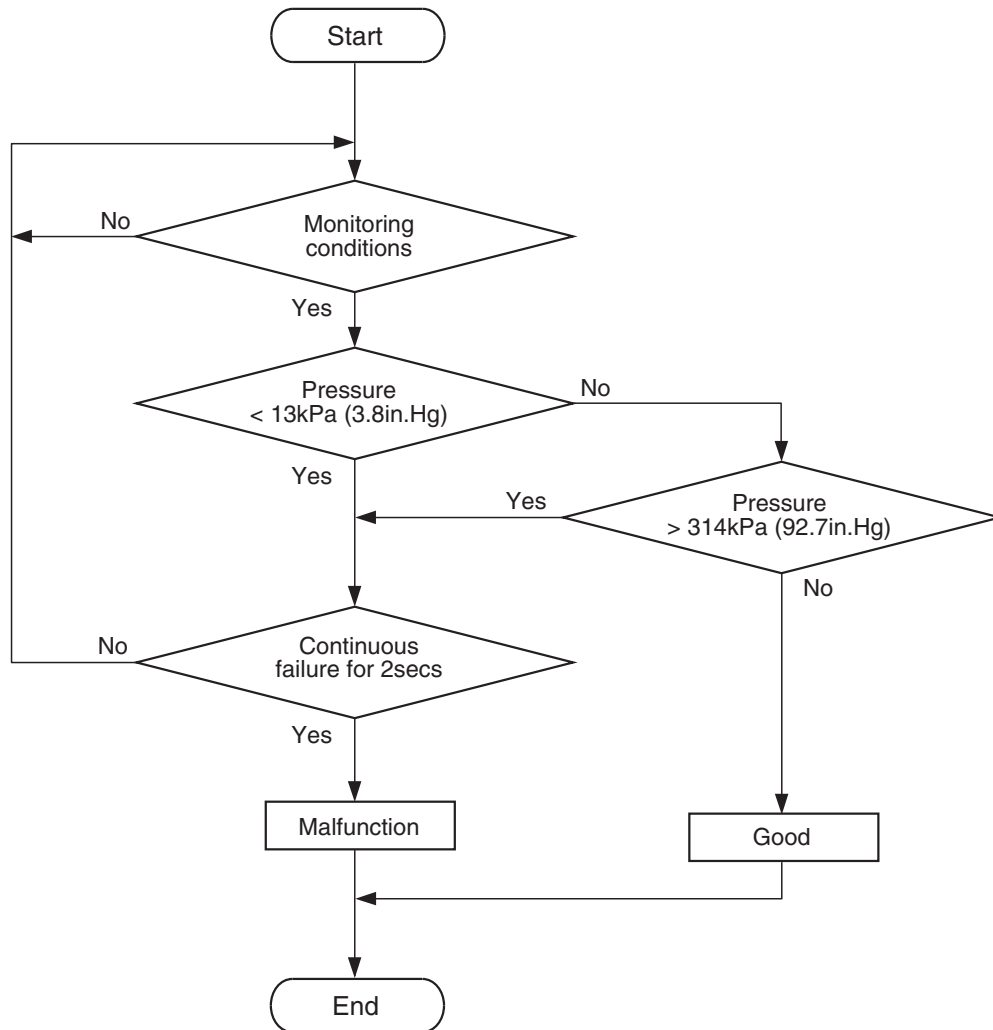 Start
No
Monitoring
conditions
Yes
Pressure
< 13kPa (3.8in.Hg)
No
Yes
Yes
Pressure
> 314kPa (92.7in.Hg)
No
No
Continuous
failure for 2secs
Yes
Malfunction
Good
End